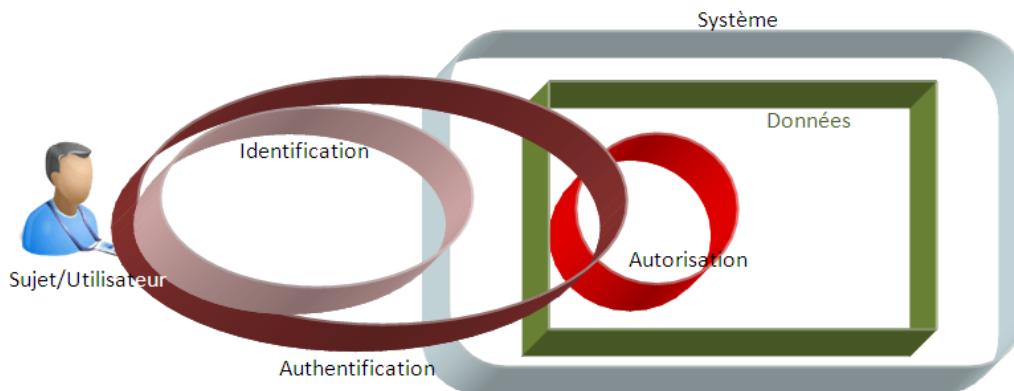 Système
Données
Identification
Sujet/Utilisateur
Autorisation
Authentification